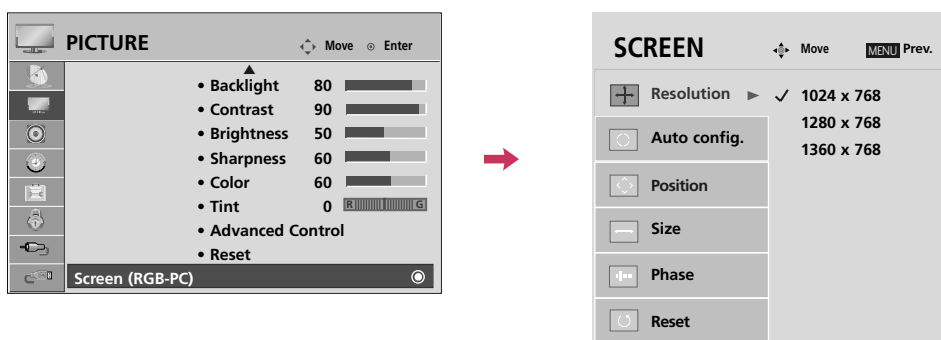 PICTURE
Move
Enter
• Backlight 80
• Contrast 90
• Brightness 50
• Sharpness 60
• Color 60
• Tint 0 R G
• Advanced Control
• Reset
Screen (RGB-PC)
SCREEN
Move
MENU Prev.
Resolution ► ✓ 1024 x 768
1280 x 768
1360 x 768
Auto config.
Position
Size
Phase
Reset